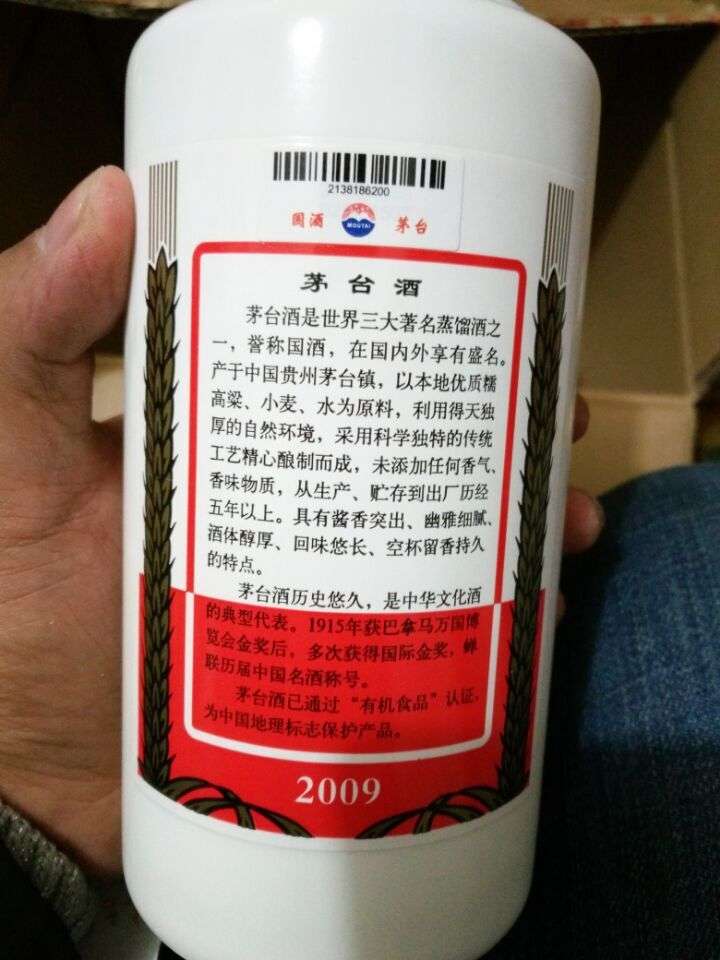 2138186200
国酒 MOUTAI 茅台
茅台酒
茅台酒是世界三大著名蒸馏酒之
一，誉称国酒，在国内外享有盛名。
产于中国贵州茅台镇，以本地优质糯
高粱、小麦、水为原料，利用得天独
厚的自然环境，采用科学独特的传统
工艺精心酿制而成，未添加任何香气、
香味物质，从生产、贮存到出厂历经
五年以上。具有酱香突出、幽雅细腻、
酒体醇厚、回味悠长、空杯留香持久
的特点。
茅台酒历史悠久，是中华文化酒
的典型代表。1915年获巴拿马万国博
览会金奖后，多次获得国际金奖，蝉
联历届中国名酒称号。
茅台酒已通过“有机食品”认证，
为中国地理标志保护产品。
2009